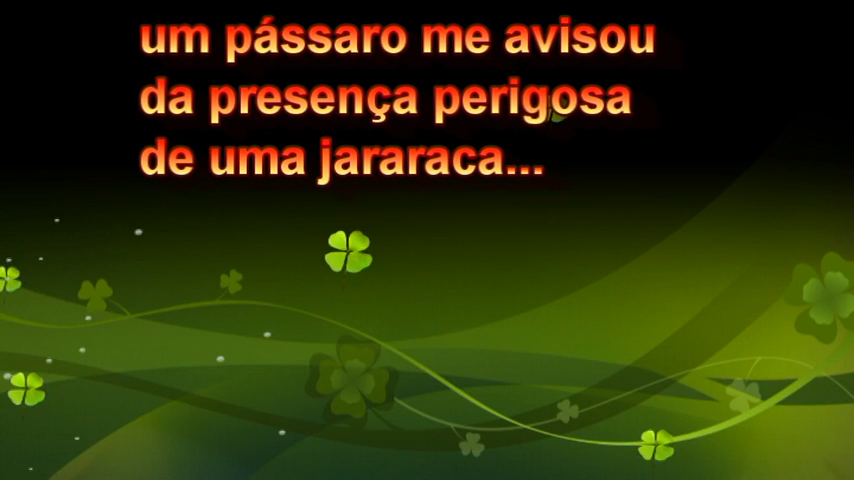 um pássaro me avisou
da presença perigosa
de uma jararaca...